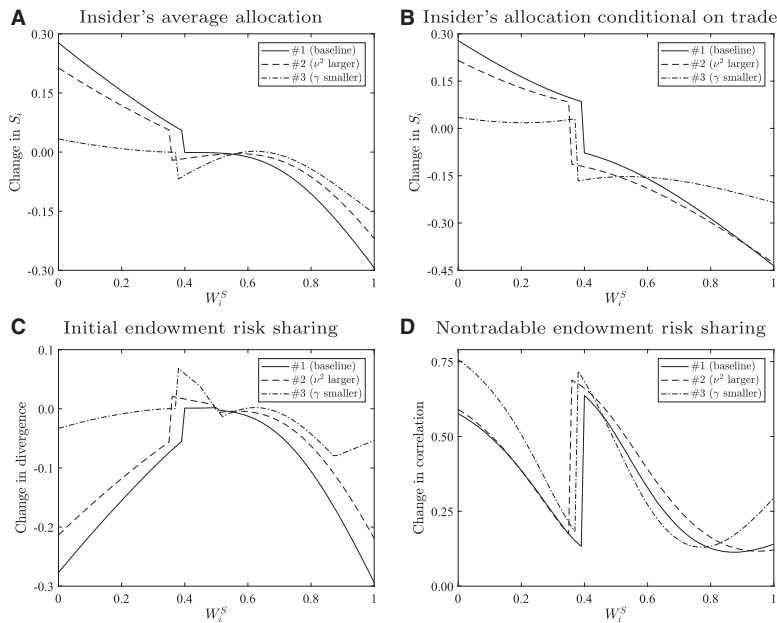 A Insider's average allocation
0.30
0.15
0.00
-0.15
-0.30
Change in S_i
0 0.2 0.4 0.6 0.8 1
W_i^S
#1 (baseline)
#2 (ν² larger)
#3 (γ smaller)
B Insider's allocation conditional on trade
0.30
0.15
0.00
-0.15
-0.30
-0.45
Change in S_i
0 0.2 0.4 0.6 0.8 1
W_i^S
#1 (baseline)
#2 (ν² larger)
#3 (γ smaller)
C Initial endowment risk sharing
0.1
0.0
-0.1
-0.2
-0.3
Change in divergence
0 0.2 0.4 0.6 0.8 1
W_i^S
#1 (baseline)
#2 (ν² larger)
#3 (γ smaller)
D Nontradable endowment risk sharing
0.75
0.50
0.25
0.00
Change in correlation
0 0.2 0.4 0.6 0.8 1
W_i^S
#1 (baseline)
#2 (ν² larger)
#3 (γ smaller)